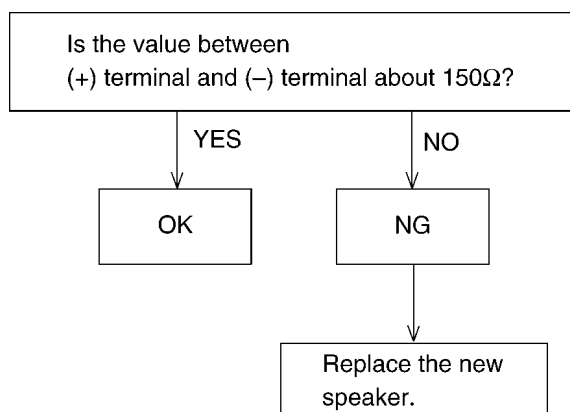 Is the value between
(+) terminal and (–) terminal about 150Ω?
YES
NO
OK
NG
Replace the new
speaker.